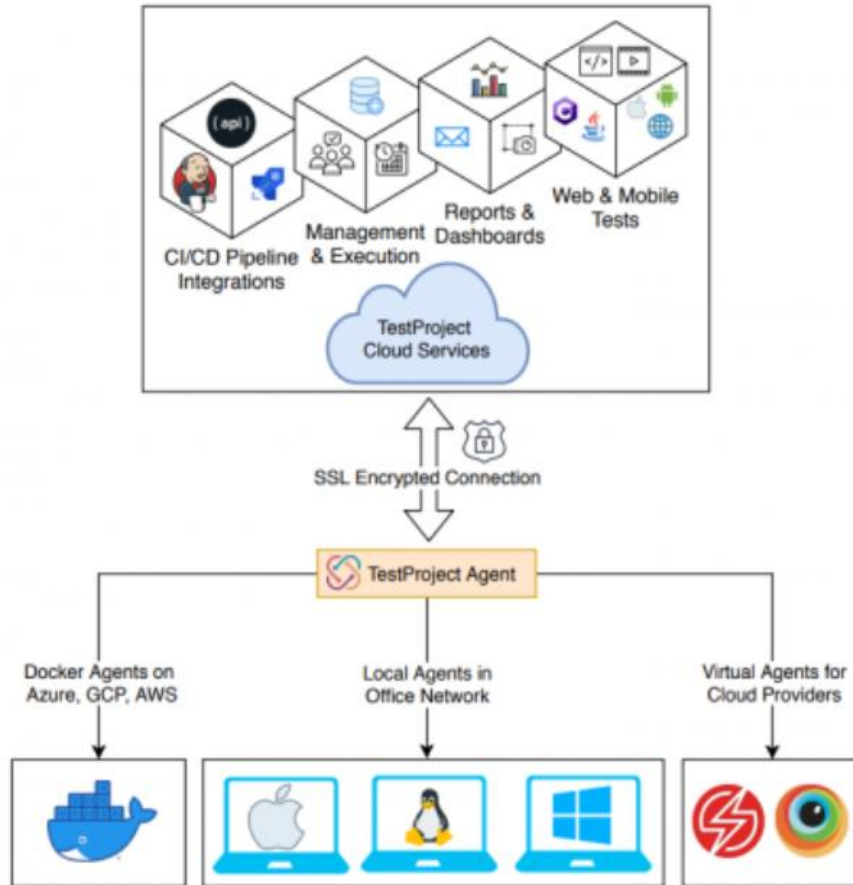 {api}
</>
CI/CD Pipeline
Integrations
Management
& Execution
Reports &
Dashboards
Web & Mobile
Tests
TestProject
Cloud Services
SSL Encrypted Connection
TestProject Agent
Docker Agents on
Azure, GCP, AWS
Local Agents in
Office Network
Virtual Agents for
Cloud Providers